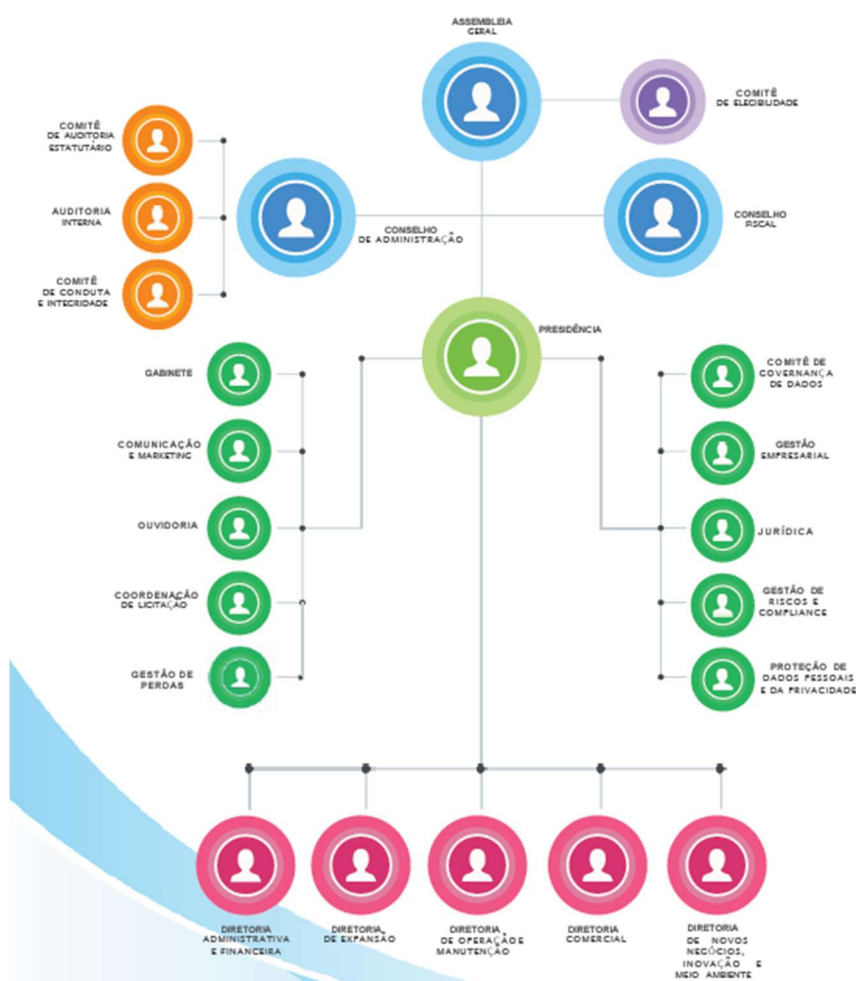 ASSEMBLEIA
GERAL
COMITÊ
DE ELEGIBILIDADE
COMITÊ
DE AUDITORIA
ESTATUTÁRIO
AUDITORIA
INTERNA
COMITÊ
DE CONDUTA
E INTEGRIDADE
CONSELHO
DE ADMINISTRAÇÃO
CONSELHO
FISCAL
PRESIDÊNCIA
GABINETE
COMUNICAÇÃO
E MARKETING
OUVIDORIA
COORDENAÇÃO
DE LICITAÇÃO
GESTÃO DE
PERDAS
COMITÊ DE
GOVERNANÇA
DE DADOS
GESTÃO
EMPRESARIAL
JURÍDICA
GESTÃO DE
RISCOS E
COMPLIANCE
PROTEÇÃO DE
DADOS PESSOAIS
E DA PRIVACIDADE
DIRETORIA
ADMINISTRATIVA
E FINANCEIRA
DIRETORIA
DE EXPANSÃO
DIRETORIA
DE OPERAÇÃO E
MANUTENÇÃO
DIRETORIA
COMERCIAL
DIRETORIA
DE NOVOS
NEGÓCIOS,
INOVAÇÃO E
MEIO AMBIENTE